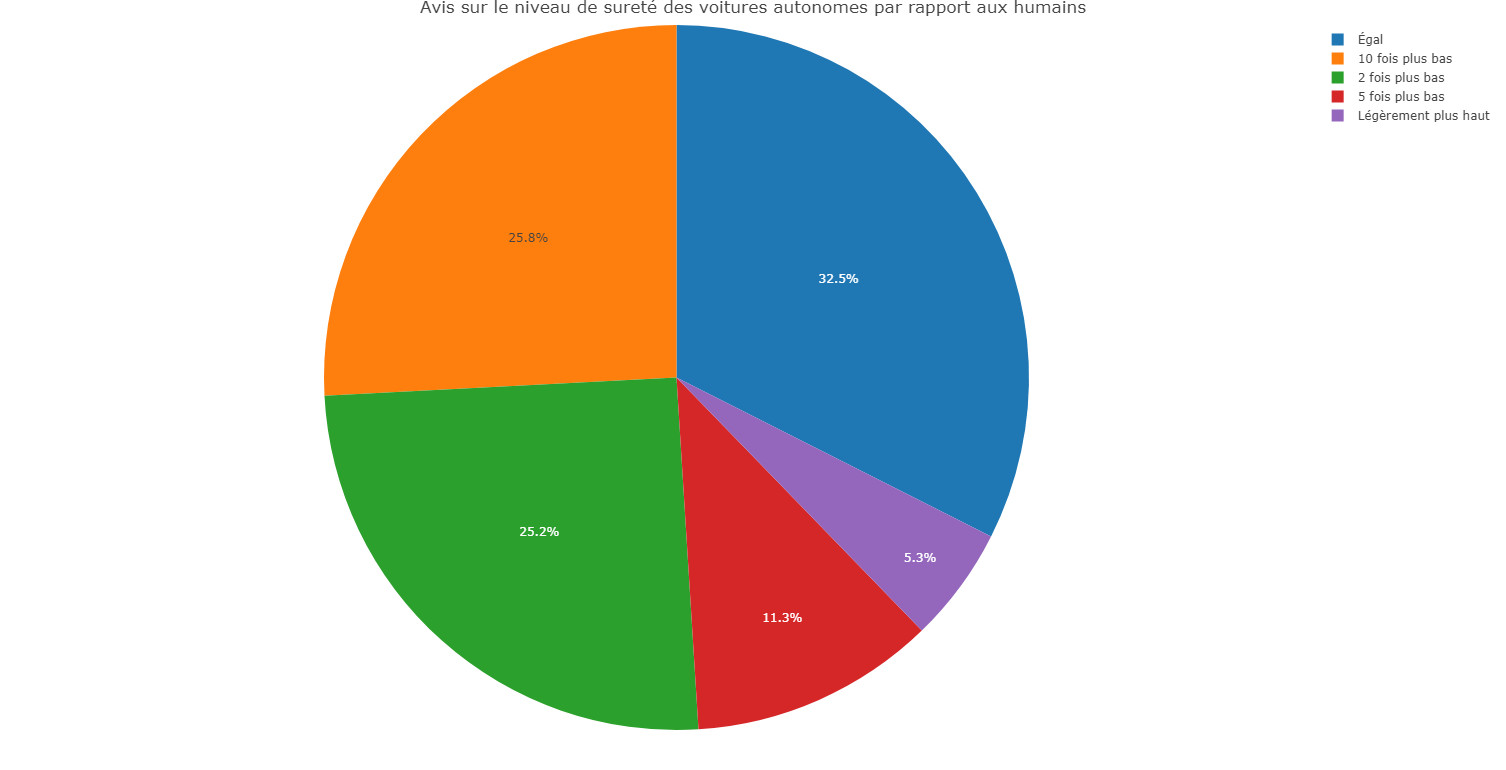 Avis sur le niveau de sureté des voitures autonomes par rapport aux humains
Égal
10 fois plus bas
2 fois plus bas
5 fois plus bas
Légèrement plus haut
25.8%
32.5%
25.2%
5.3%
11.3%